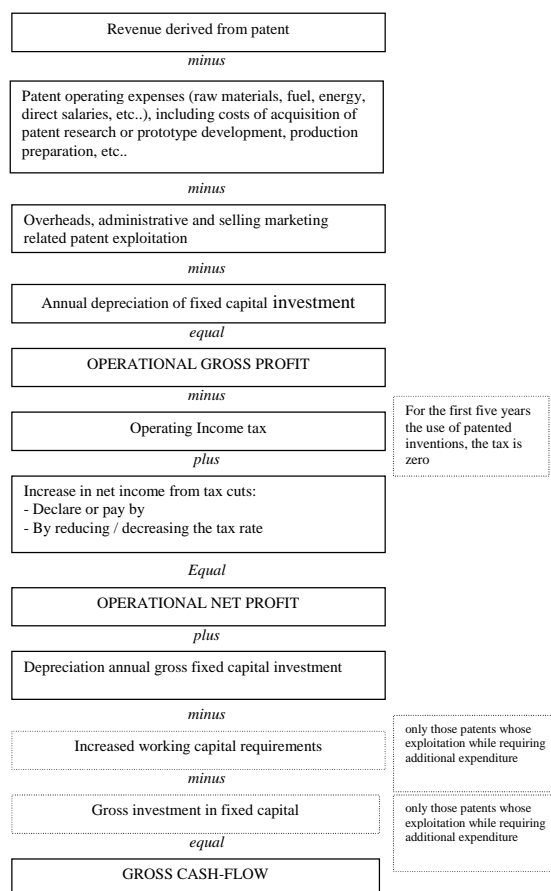 Revenue derived from patent
minus
Patent operating expenses (raw materials, fuel, energy,
direct salaries, etc..), including costs of acquisition of
patent research or prototype development, production
preparation, etc..
minus
Overheads, administrative and selling marketing
related patent exploitation
minus
Annual depreciation of fixed capital investment
equal
OPERATIONAL GROSS PROFIT
minus
Operating Income tax
For the first five years
the use of patented
inventions, the tax is
zero
plus
Increase in net income from tax cuts:
- Declare or pay by
- By reducing / decreasing the tax rate
Equal
OPERATIONAL NET PROFIT
plus
Depreciation annual gross fixed capital investment
minus
Increased working capital requirements
only those patents whose
exploitation while requiring
additional expenditure
minus
Gross investment in fixed capital
only those patents whose
exploitation while requiring
additional expenditure
equal
GROSS CASH-FLOW